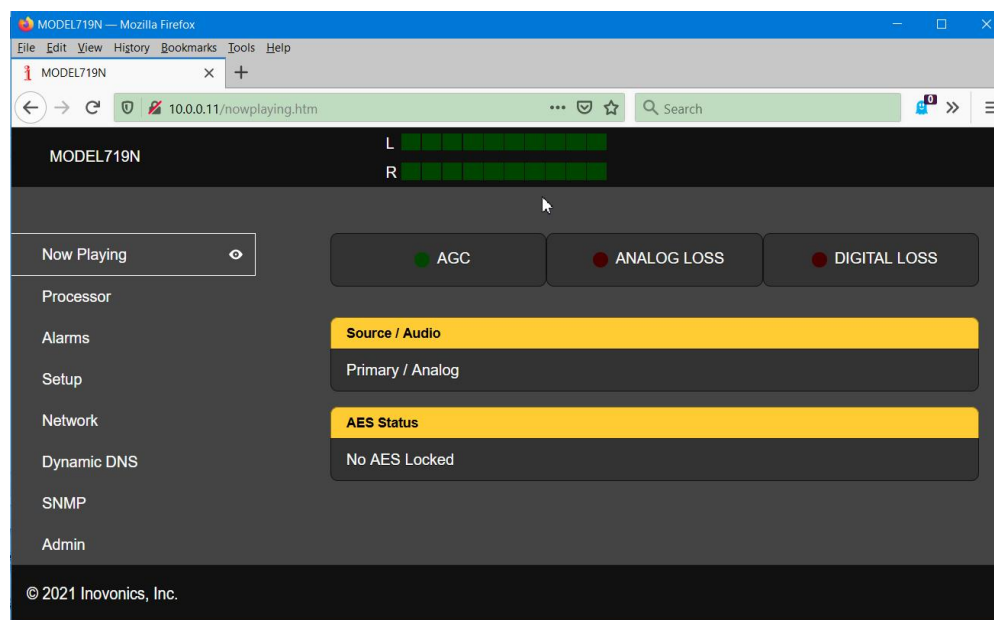 MODEL719N — Mozilla Firefox
File Edit View History Bookmarks Tools Help
MODEL719N
10.0.0.11/nowplaying.htm
Search
0
MODEL719N
L
R
Now Playing
AGC ANALOG LOSS DIGITAL LOSS
Processor
Alarms
Source / Audio
Primary / Analog
Setup
Network
AES Status
Dynamic DNS
No AES Locked
SNMP
Admin
© 2021 Inovonics, Inc.